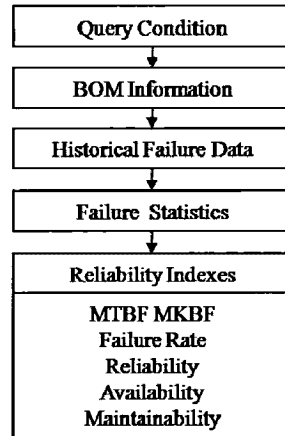 Query Condition
BOM Information
Historical Failure Data
Failure Statistics
Reliability Indexes
MTBF MKBF
Failure Rate
Reliability
Availability
Maintainability